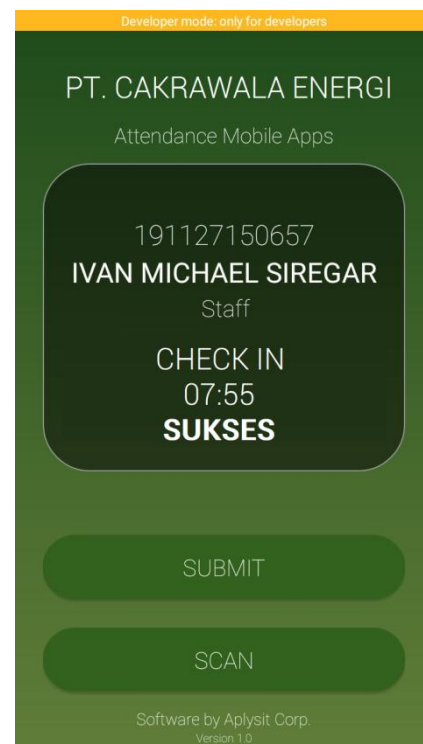 Developer mode: only for developers
PT. CAKRAWALA ENERGI
Attendance Mobile Apps
191127150657
IVAN MICHAEL SIREGAR
Staff
CHECK IN
07:55
SUKSES
SUBMIT
SCAN
Software by Aplysit Corp.
Version 1.0